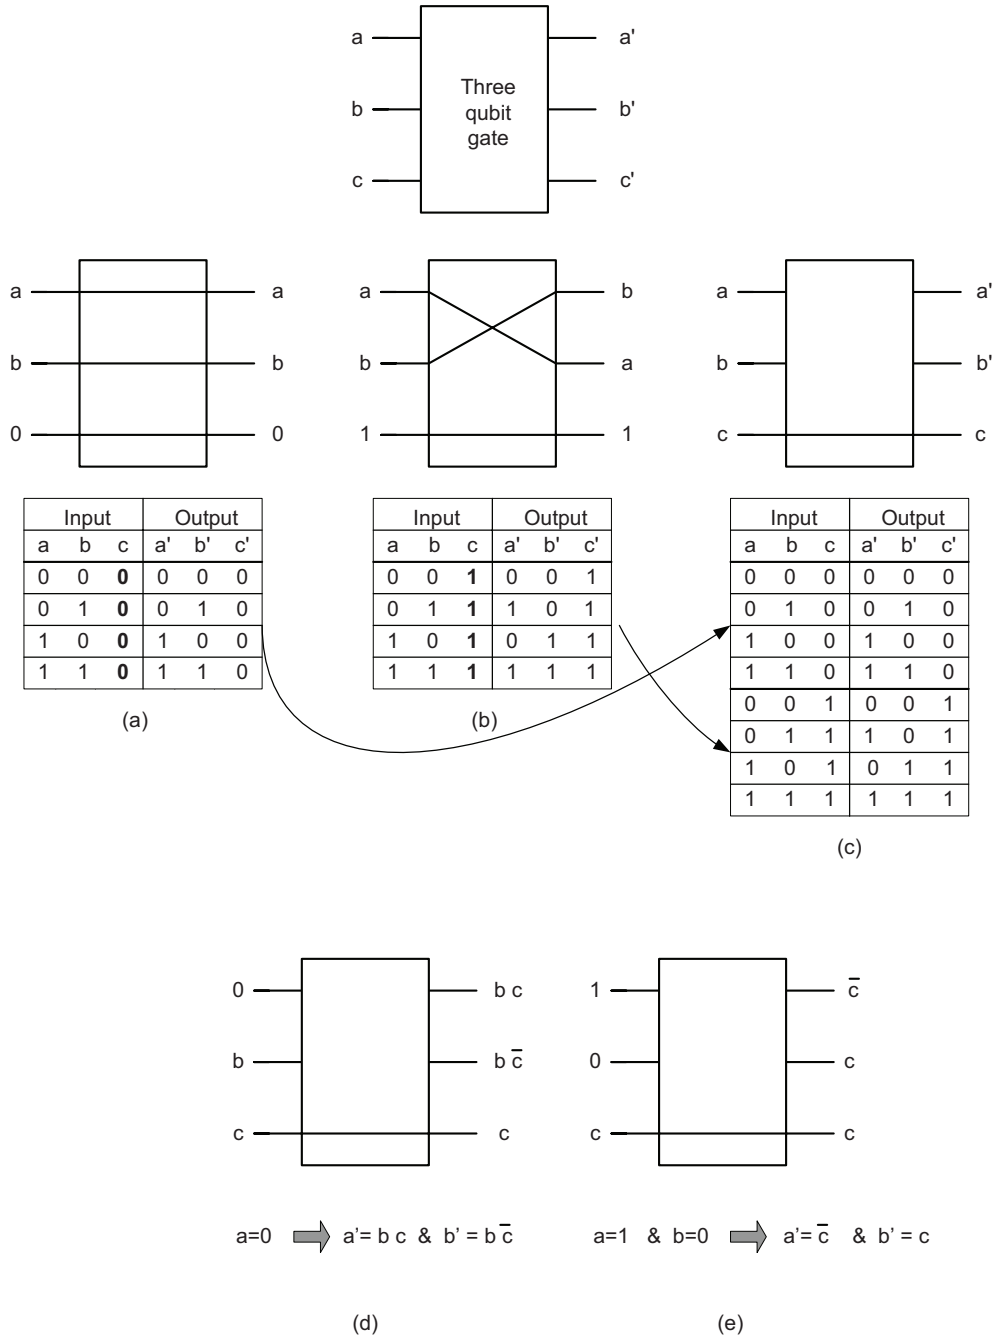 a a'
Three
b qubit b'
gate
c c'
a a a b a a'
b b b a b b'
0 0 1 1 c c
Input Output Input Output Input Output
a b c a' b' c' a b c a' b' c' a b c a' b' c'
0 0 0 0 0 0 0 0 1 0 0 1 0 0 0 0 0 0
0 1 0 0 1 0 0 1 1 1 0 1 0 1 0 0 1 0
1 0 0 1 0 0 1 0 1 0 1 1 1 0 0 1 0 0
1 1 0 1 1 0 1 1 1 1 1 1 1 1 0 1 1 0
0 0 1 0 0 1
(a) (b)
0 1 1 1 0 1
1 0 1 0 1 1
1 1 1 1 1 1
(c)
0 b c 1 c̅
b b c̅ 0 c
c c c c
a=0 a’= b c & b’ = b c̅ a=1 & b=0 a’= c̅ & b’ = c
(d) (e)